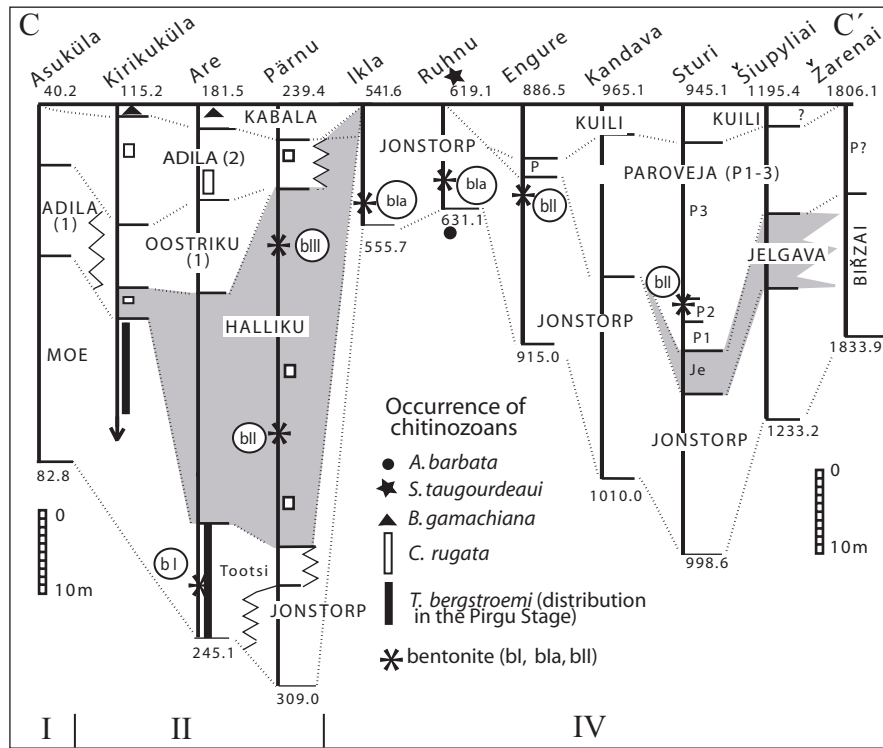 C C´
Asuküla Kirikuküla Are Pärnu Ikla Ruhnu Engure Kandava Sturi Šiupyliai Žarenai
40.2 115.2 181.5 239.4 541.6 619.1 886.5 965.1 945.1 1195.4 1806.1
KABALA KUILI KUILI ?
JONSTORP
ADILA (2) P P?
PAROVEJA (P1-3)
bIa bIa
ADILA
(1)
bII P3
OOSTRIKU
(1)
631.1
555.7
bIII JELGAVA
BIŘZAI
bII
P2
HALLIKU JONSTORP P1
MOE 915.0 1833.9
Je
Occurrence of
chitinozoans
bII JONSTORP 1233.2
82.8 A. barbata 1010.0 0
S. taugourdeaui
0 B. gamachiana
C. rugata 10m
bI Tootsi 998.6
10m JONSTORP T. bergstroemi (distribution
in the Pirgu Stage)
245.1 bentonite (bI, bIa, bII)
309.0
I II IV